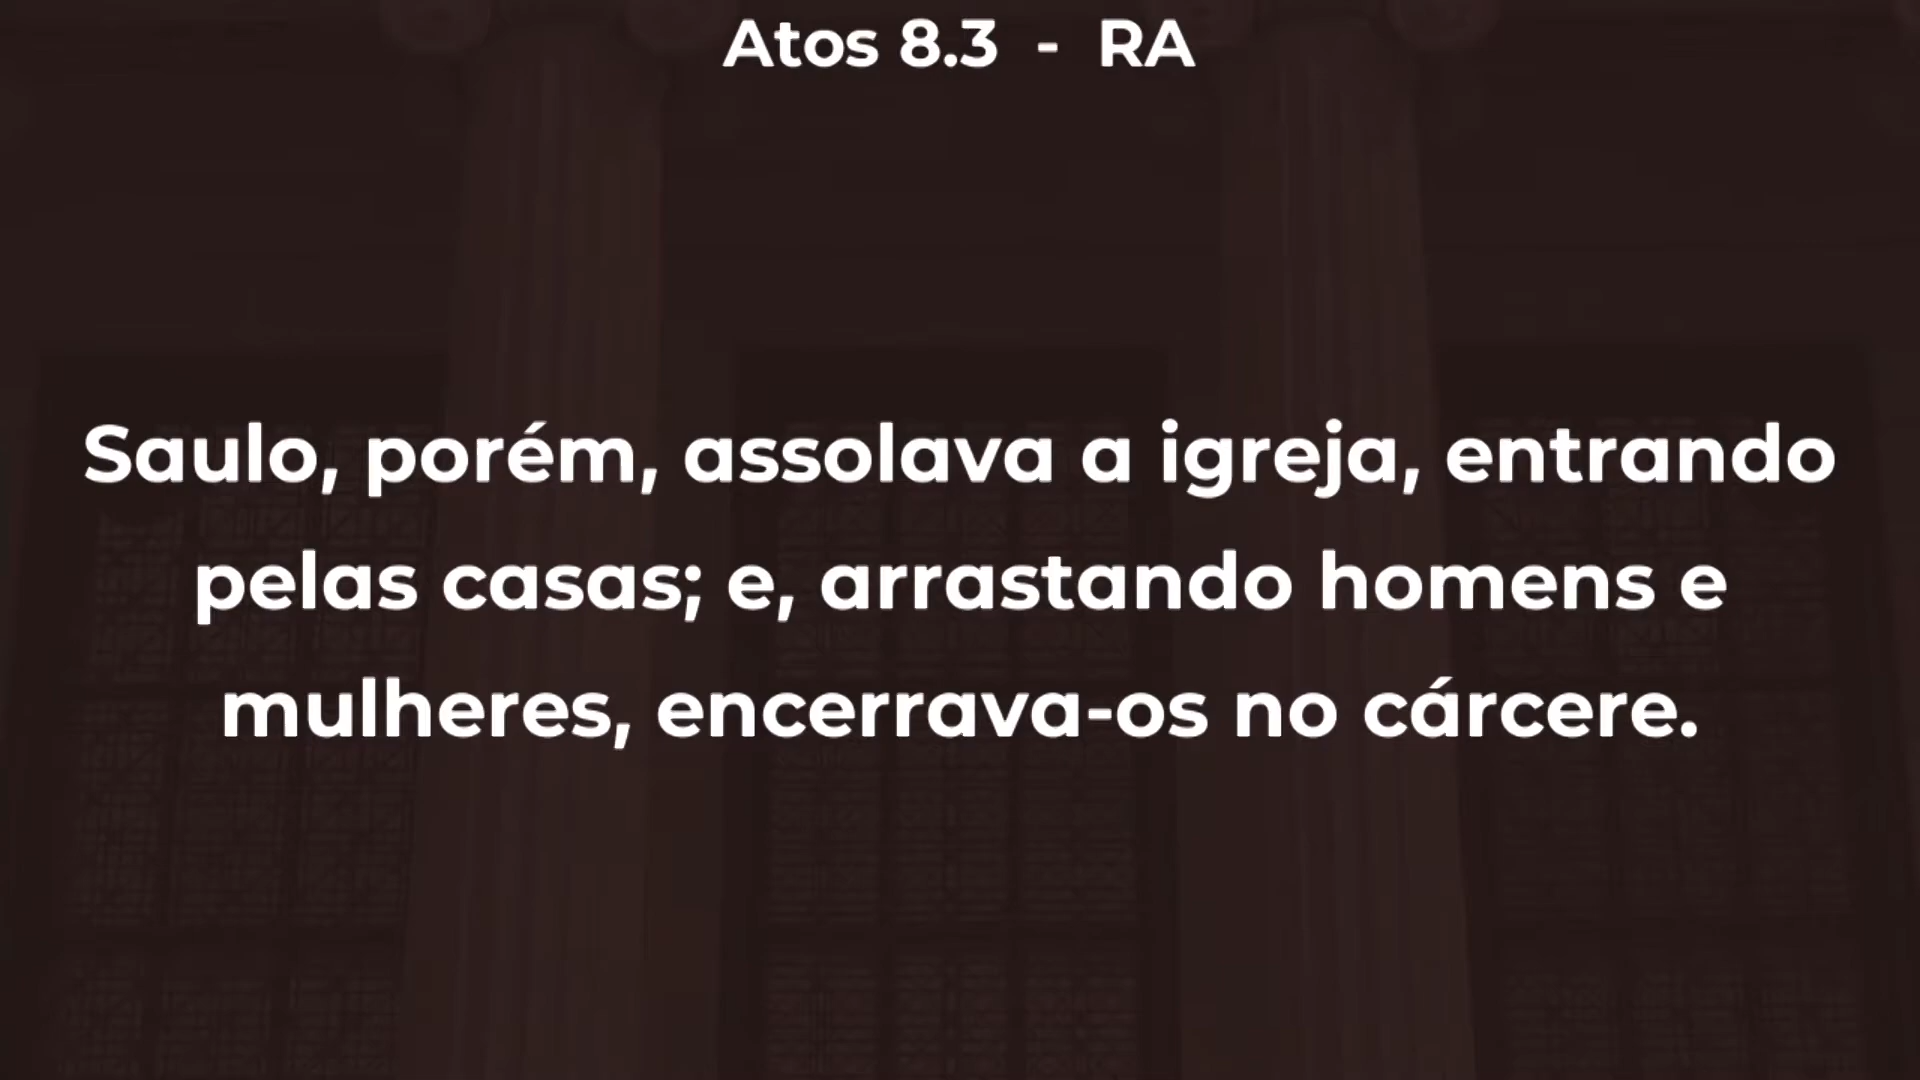 Atos 8.3 - RA
Saulo, porém, assolava a igreja, entrando
pelas casas; e, arrastando homens e
mulheres, encerrava-os no cárcere.